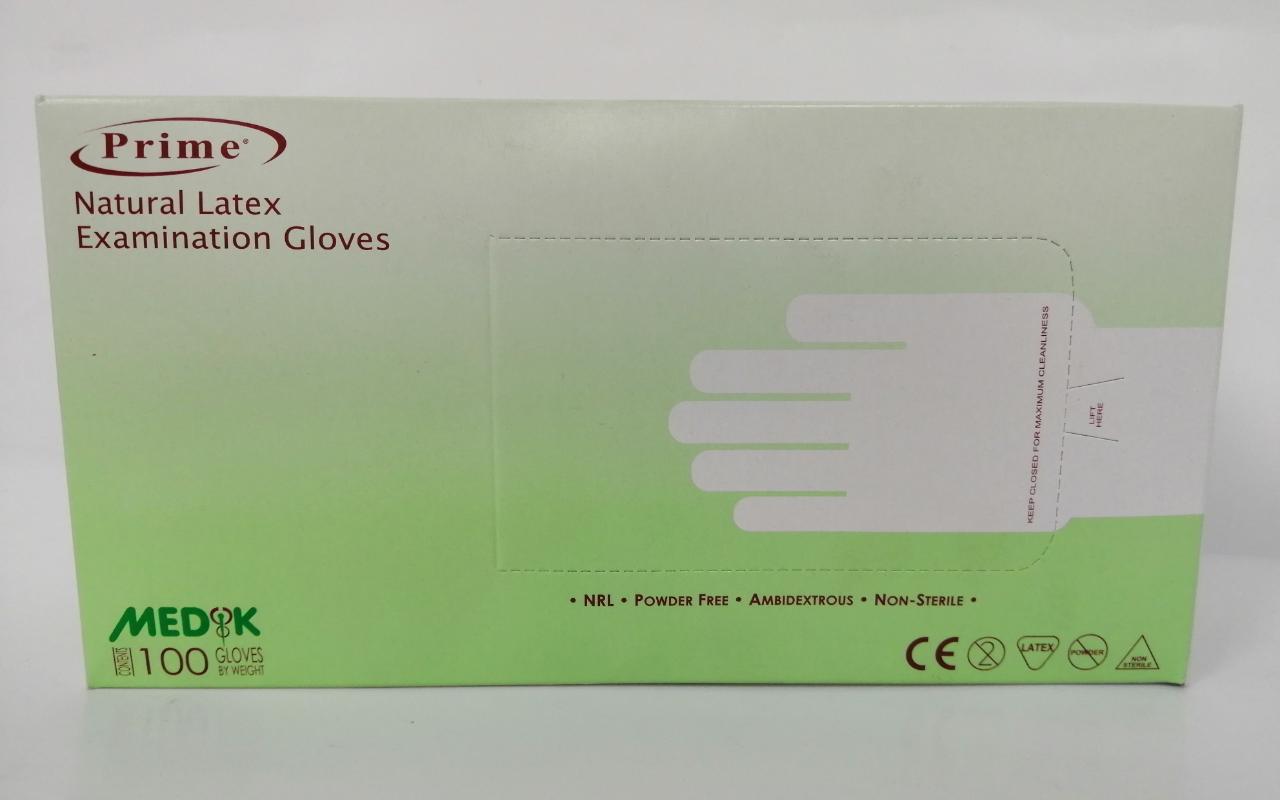 Prime®
Natural Latex
Examination Gloves
KEEP CLOSED FOR MAXIMUM CLEANLINESS
LIFT
HERE
• NRL • POWDER FREE • AMBIDEXTROUS • NON-STERILE •
MEDIK
CONTENTS
100 GLOVES
BY WEIGHT
CE
2
LATEX
POWDER
NON
STERILE